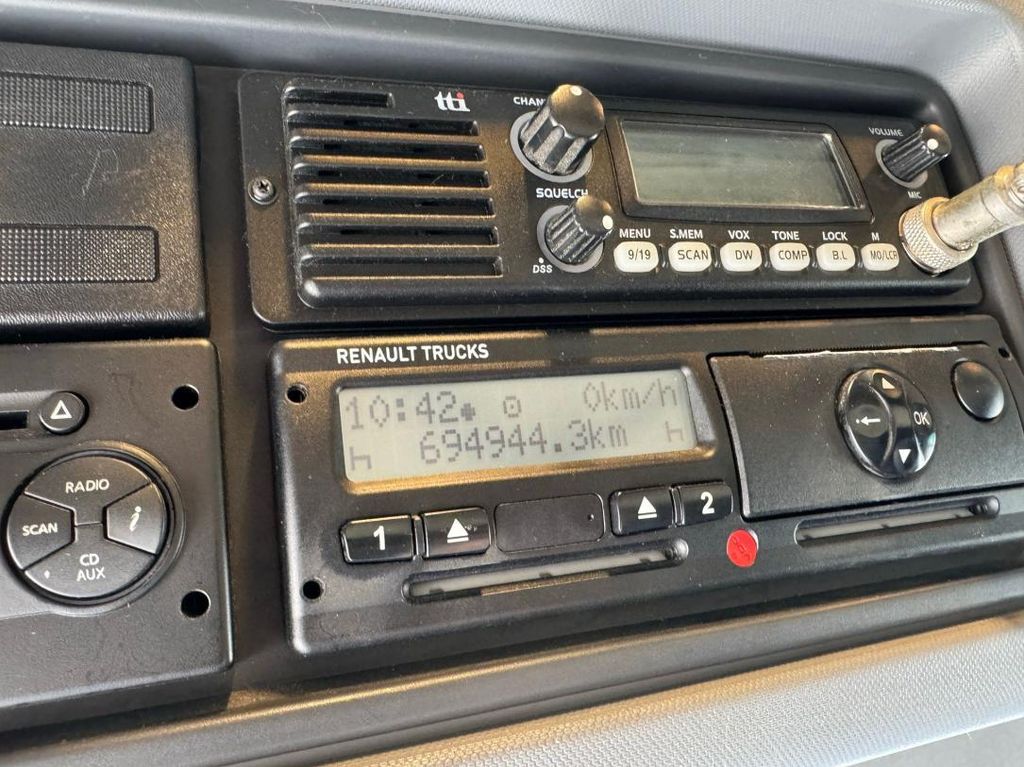 tti
SQUELCH
DSS
VOLUME
MIC
MENU S.MEM VOX TONE LOCK M
9/19 SCAN DW COMP B.L MO/LCR
RENAULT TRUCKS
10:42 0km/h
h 694944.3km h
1 2
OK
RADIO
SCAN i
CD
AUX